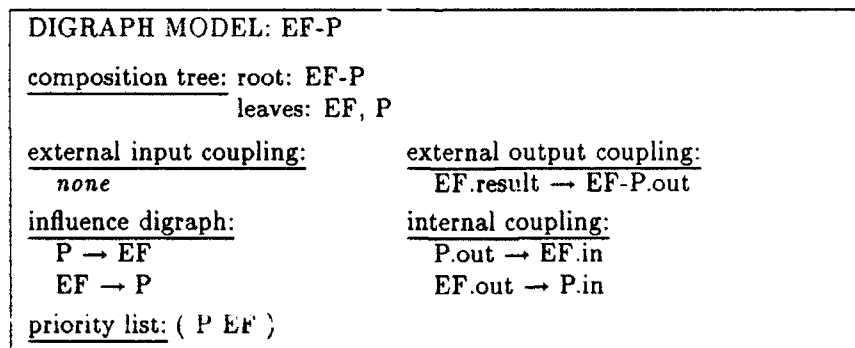 DIGRAPH MODEL: EF-P
composition tree: root: EF-P
leaves: EF, P
external input coupling:
none
external output coupling:
EF.result → EF-P.out
influence digraph:
P → EF
EF → P
internal coupling:
P.out → EF.in
EF.out → P.in
priority list: ( P EF )